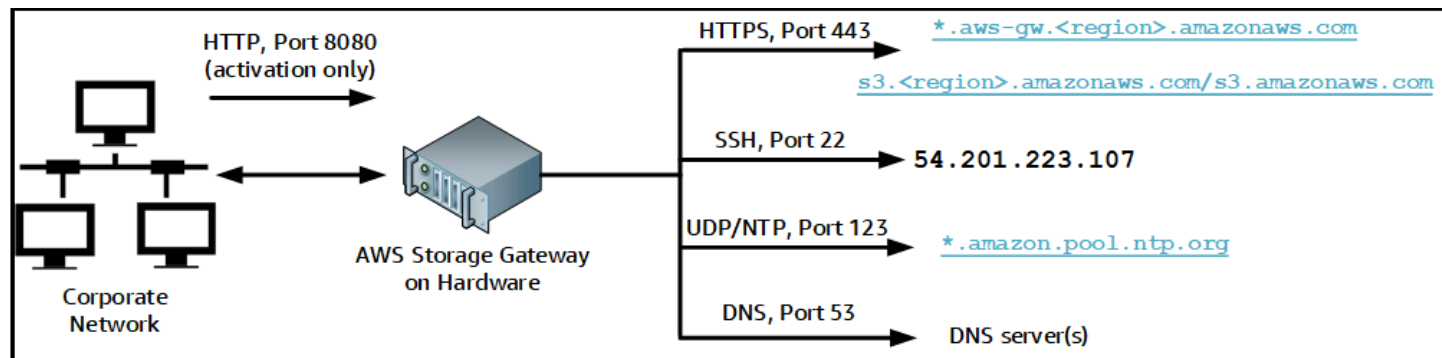 HTTP, Port 8080
(activation only)
Corporate
Network
AWS Storage Gateway
on Hardware
HTTPS, Port 443
*.aws-gw.<region>.amazonaws.com
s3.<region>.amazonaws.com/s3.amazonaws.com
SSH, Port 22
54.201.223.107
UDP/NTP, Port 123
*.amazon.pool.ntp.org
DNS, Port 53
DNS server(s)